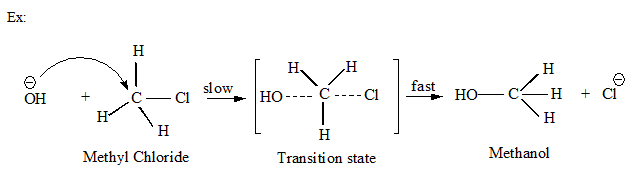 Ex:
H H H H
⊖ OH + C Cl slow HO C Cl fast HO C H + Cl ⊖
H H H H
Methyl Chloride Transition state Methanol